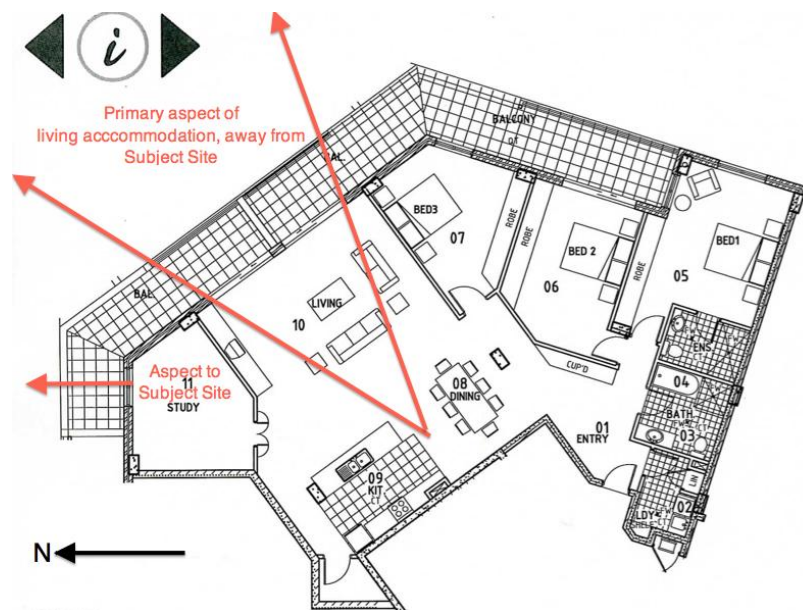 i
Primary aspect of
living acccommodation, away from
Subject Site
BALCONY
BAL.
BED3
ROBE
07
ROBE
BED 2
06
BED1
ROBE
05
BAL
LIVING
10
ENS
CUP'D
Aspect to
Subject Site
11
STUDY
08
DINING
04
BATH
03
01
ENTRY
09
KIT
CT
LIN
02
LDY
N